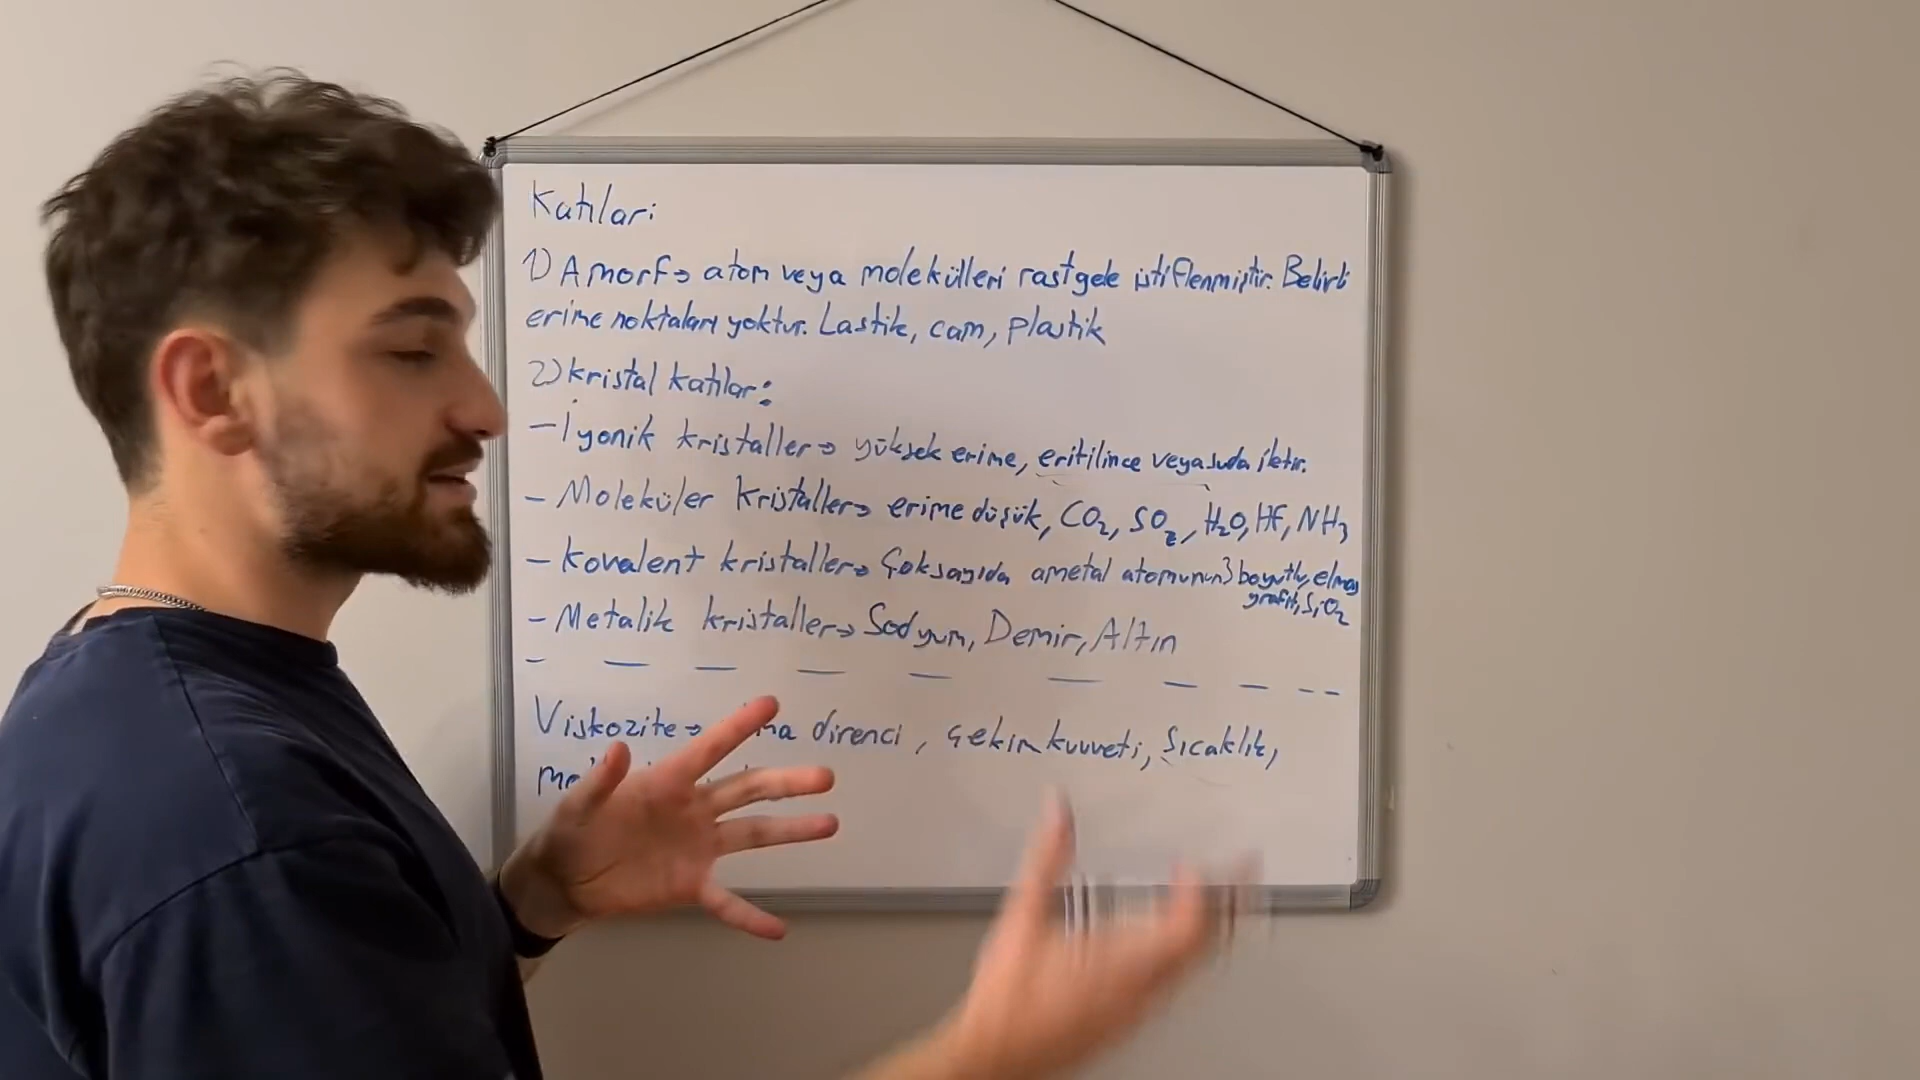 Katılar:
1) Amorf→ atom veya molekülleri rastgele istiflenmiştir. Belirli
erime noktaları yoktur. Lastik, cam, plastik
2) Kristal katılar:
- İyonik kristaller→ yüksek erime, eritilince veya suda iletir.
- Moleküler kristaller→ erime düşük, CO₂, SO₂, H₂O, HF, NH₃
- Kovalent kristaller→ Çok sayıda ametal atomunun 3 boyutlu, elmas
grafit, SiO₂
- Metalik kristaller→ Sodyum, Demir, Altın
Viskozite→ direnci, çekim kuvveti, Sıcaklık,